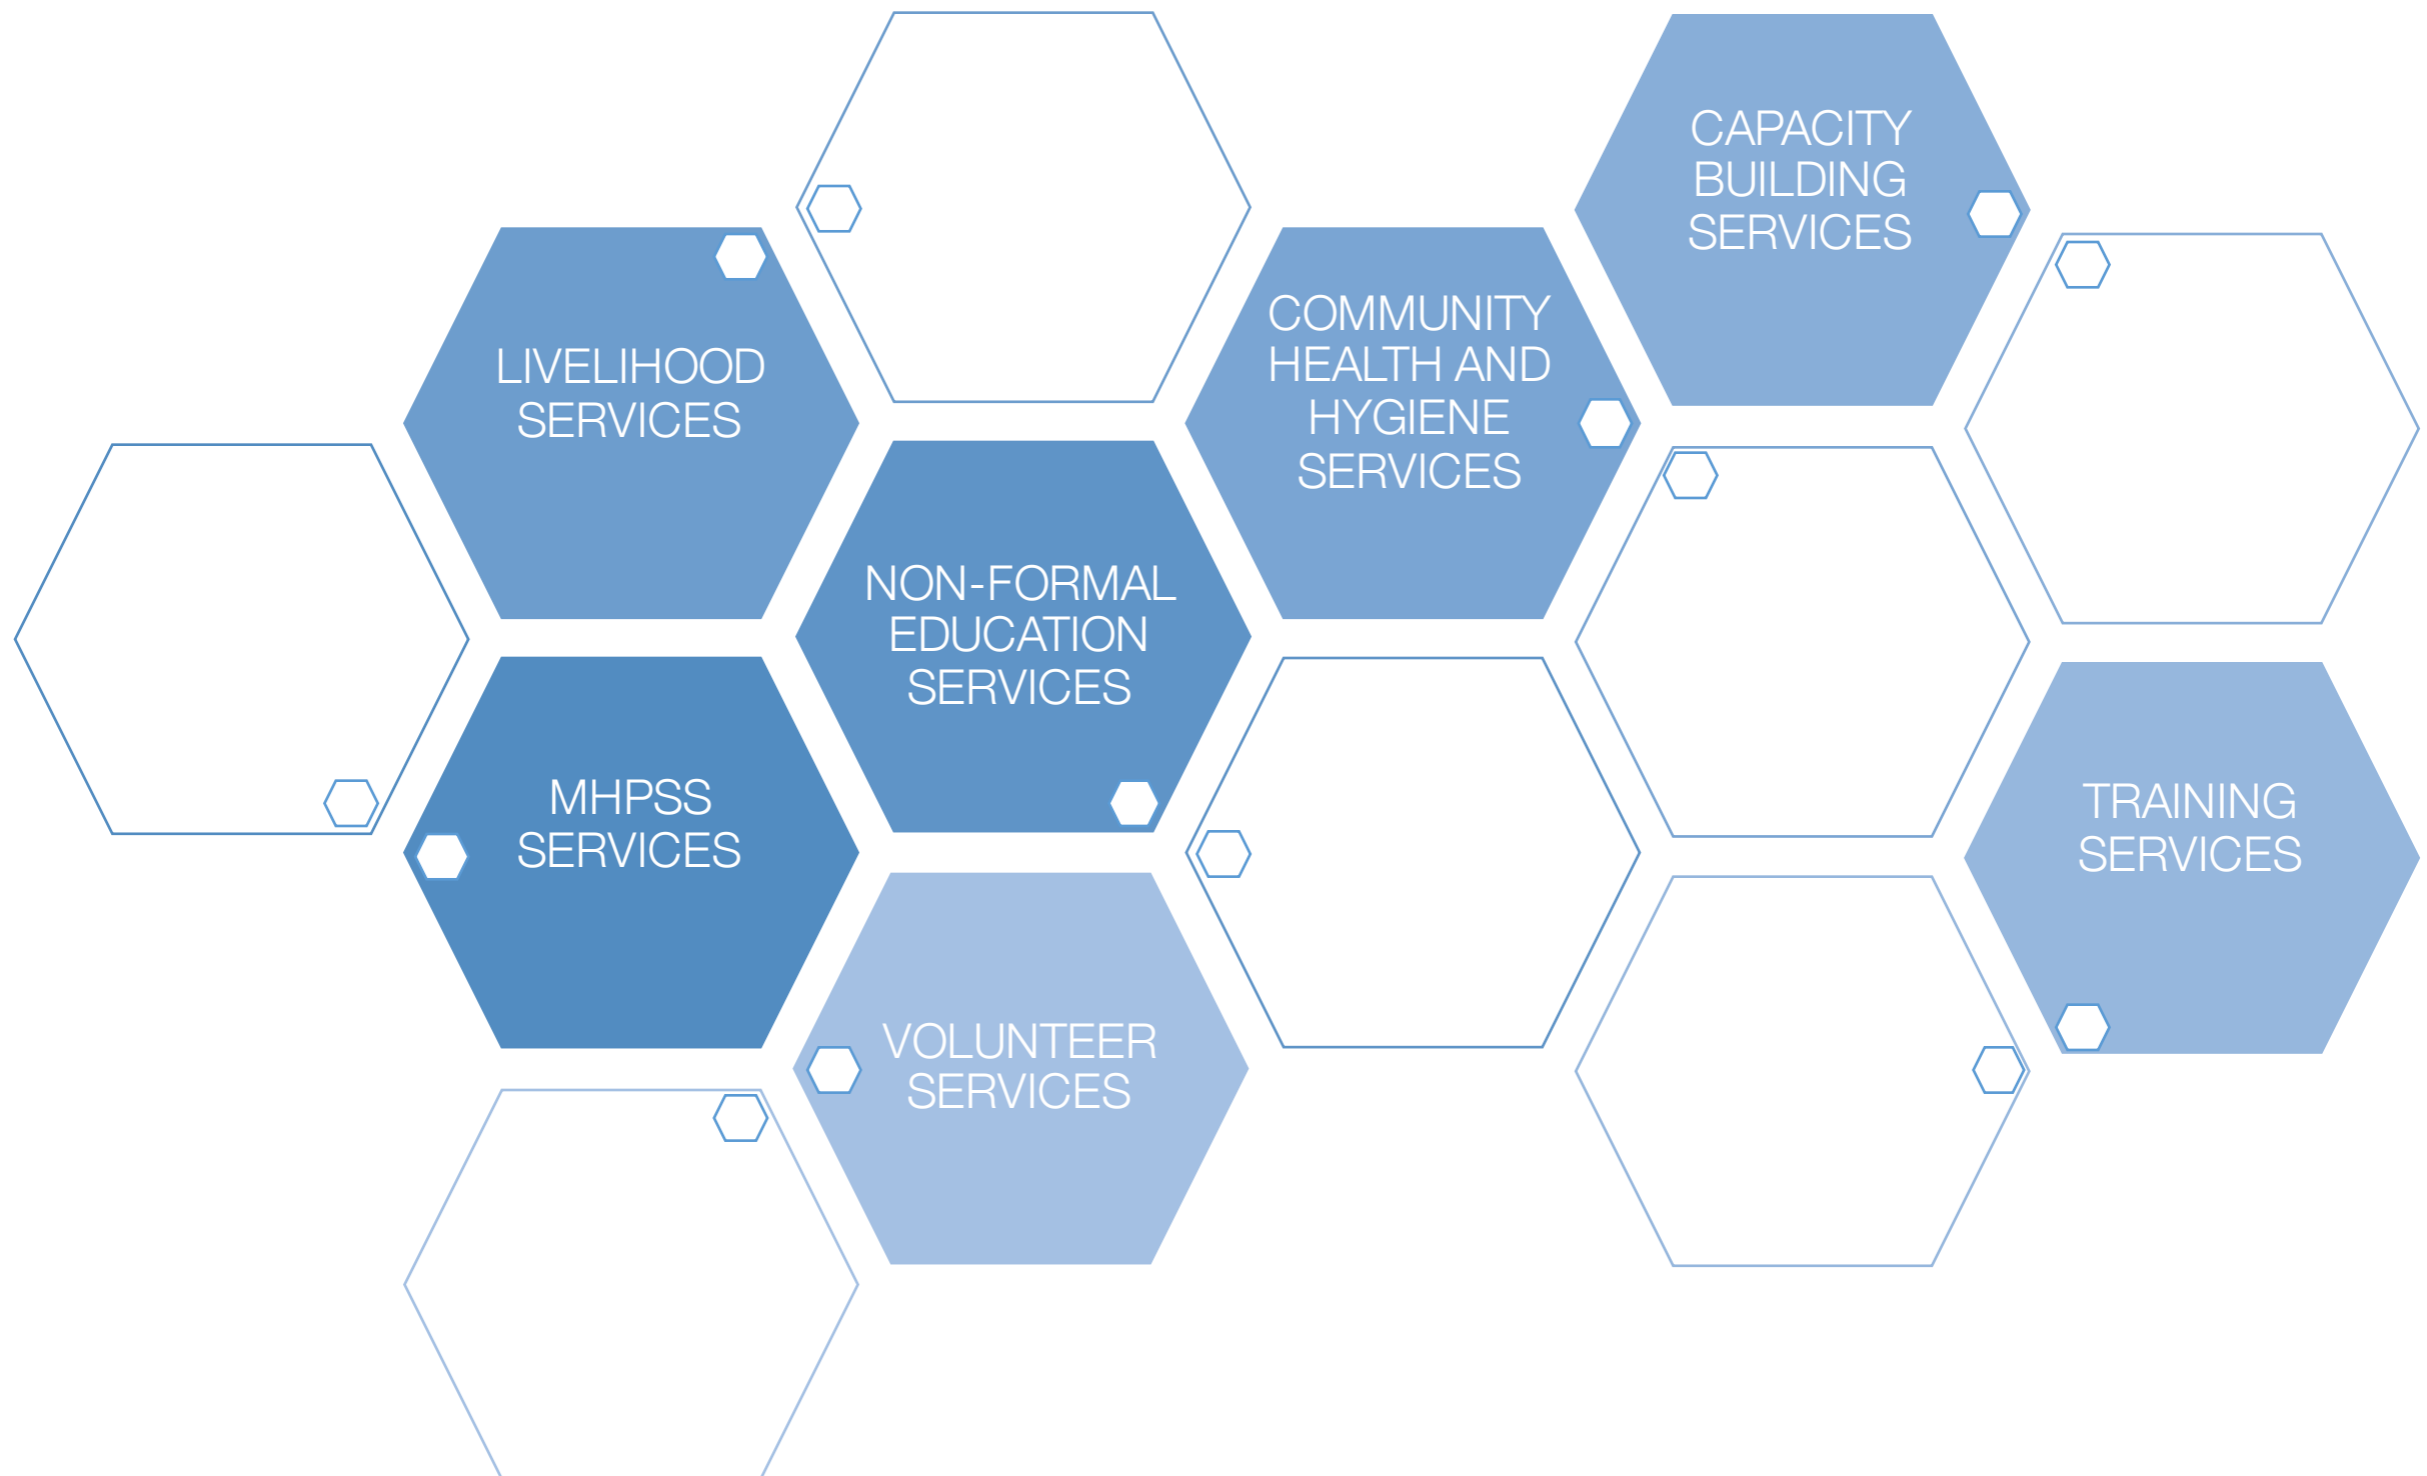 CAPACITY
BUILDING
SERVICES
COMMUNITY
HEALTH AND
HYGIENE
SERVICES
LIVELIHOOD
SERVICES
NON-FORMAL
EDUCATION
SERVICES
MHPSS
SERVICES
TRAINING
SERVICES
VOLUNTEER
SERVICES